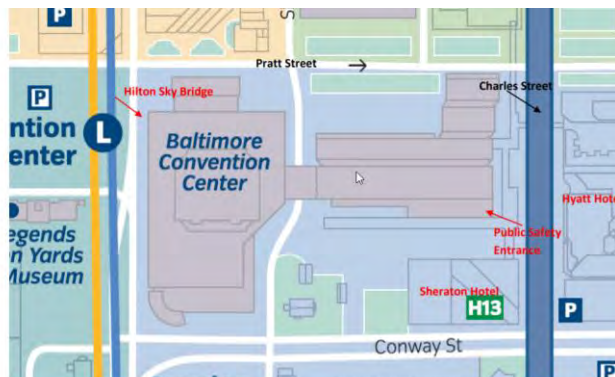 P
S
Pratt Street
Charles Street
Hilton Sky Bridge
P
ntion
enter
L
Baltimore
Convention
Center
Hyatt Hote
Public Safety
Entrance
egends
n Yards
Museum
Sheraton Hotel
H13
P
Conway St
P
P